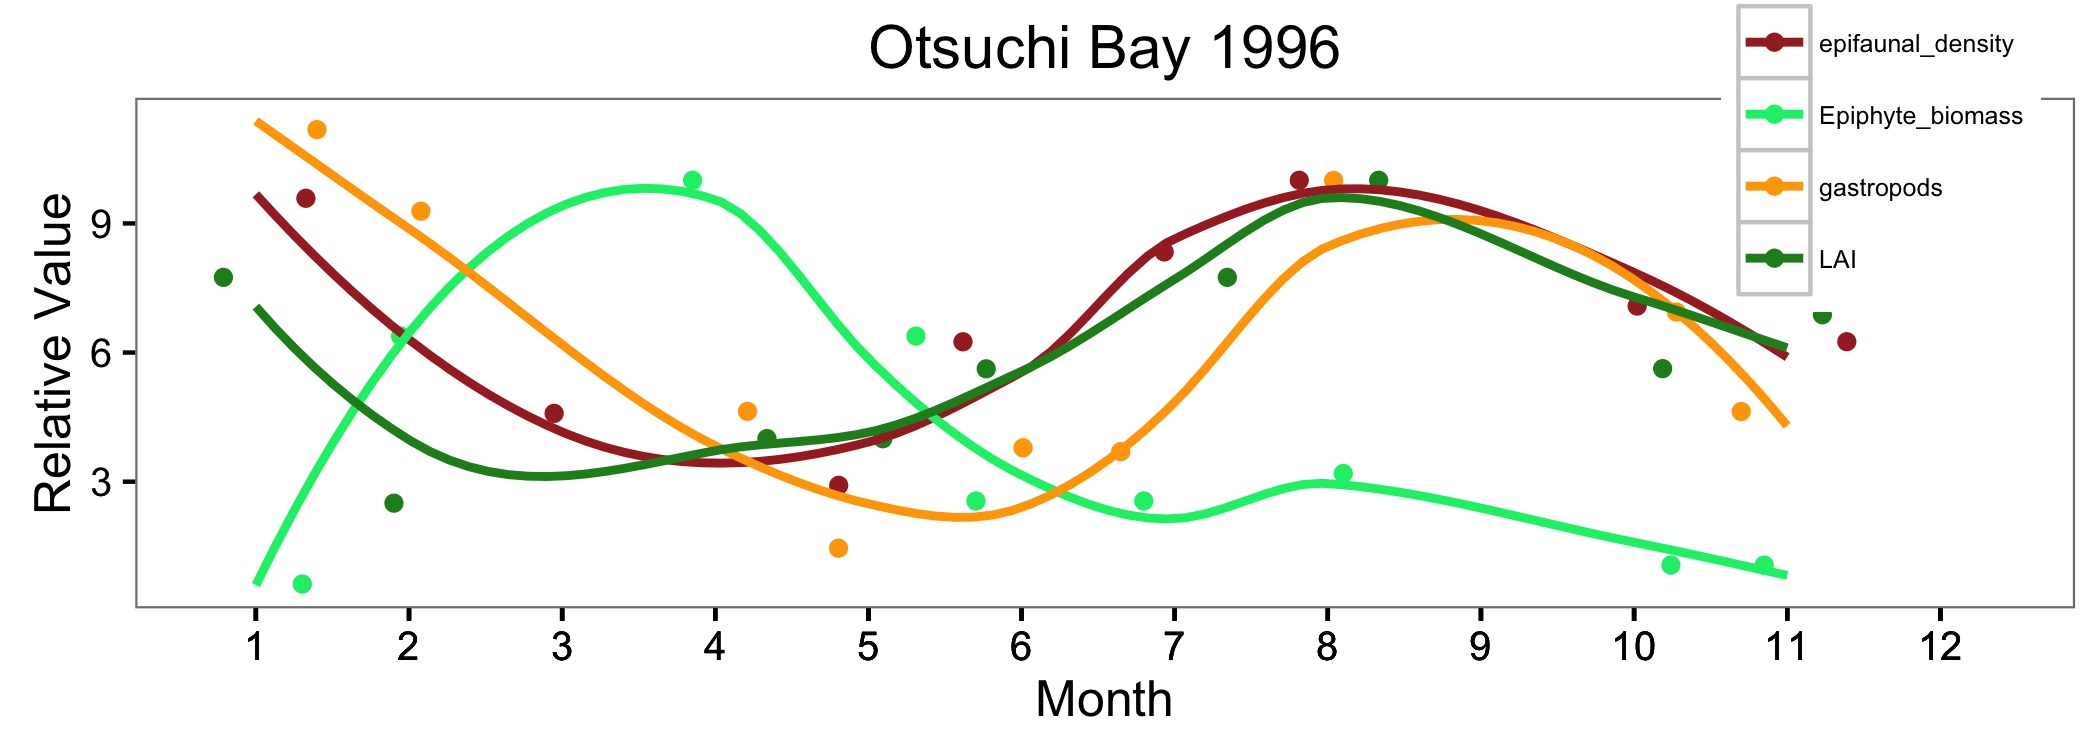 Otsuchi Bay 1996
epifaunal_density
Epiphyte_biomass
gastropods
LAI
Relative Value
9
6
3
1 2 3 4 5 6 7 8 9 10 11 12
Month